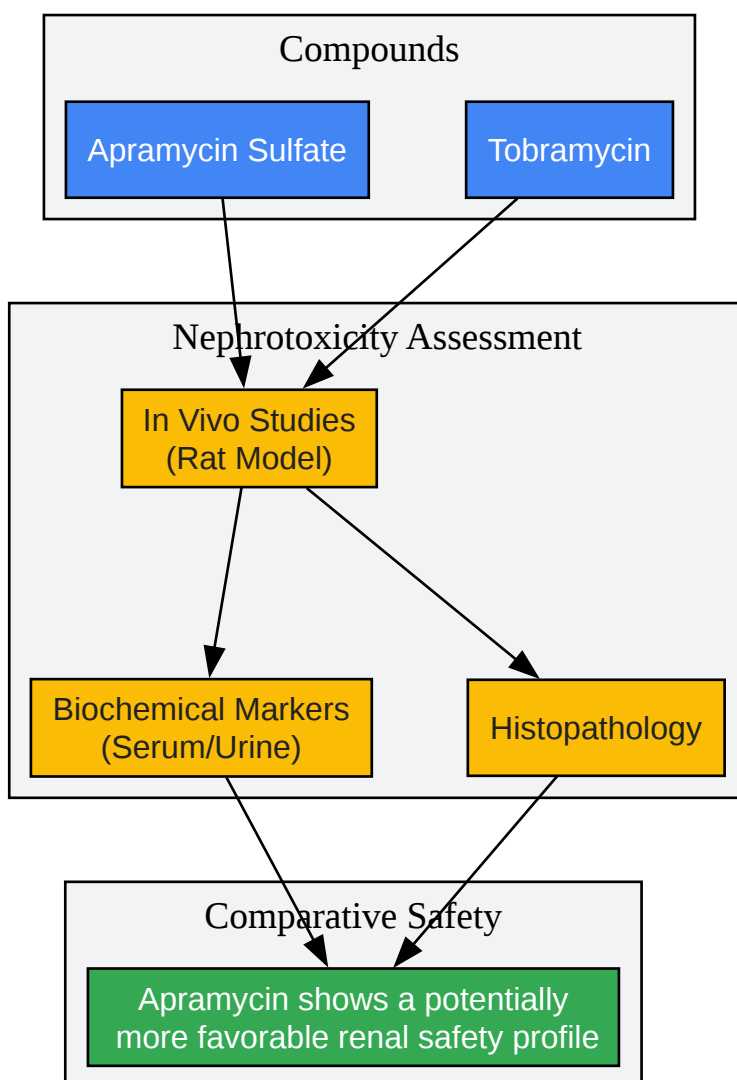 Compounds
Apramycin Sulfate
Tobramycin
Nephrotoxicity Assessment
In Vivo Studies
(Rat Model)
Biochemical Markers
(Serum/Urine)
Histopathology
Comparative Safety
Apramycin shows a potentially
more favorable renal safety profile